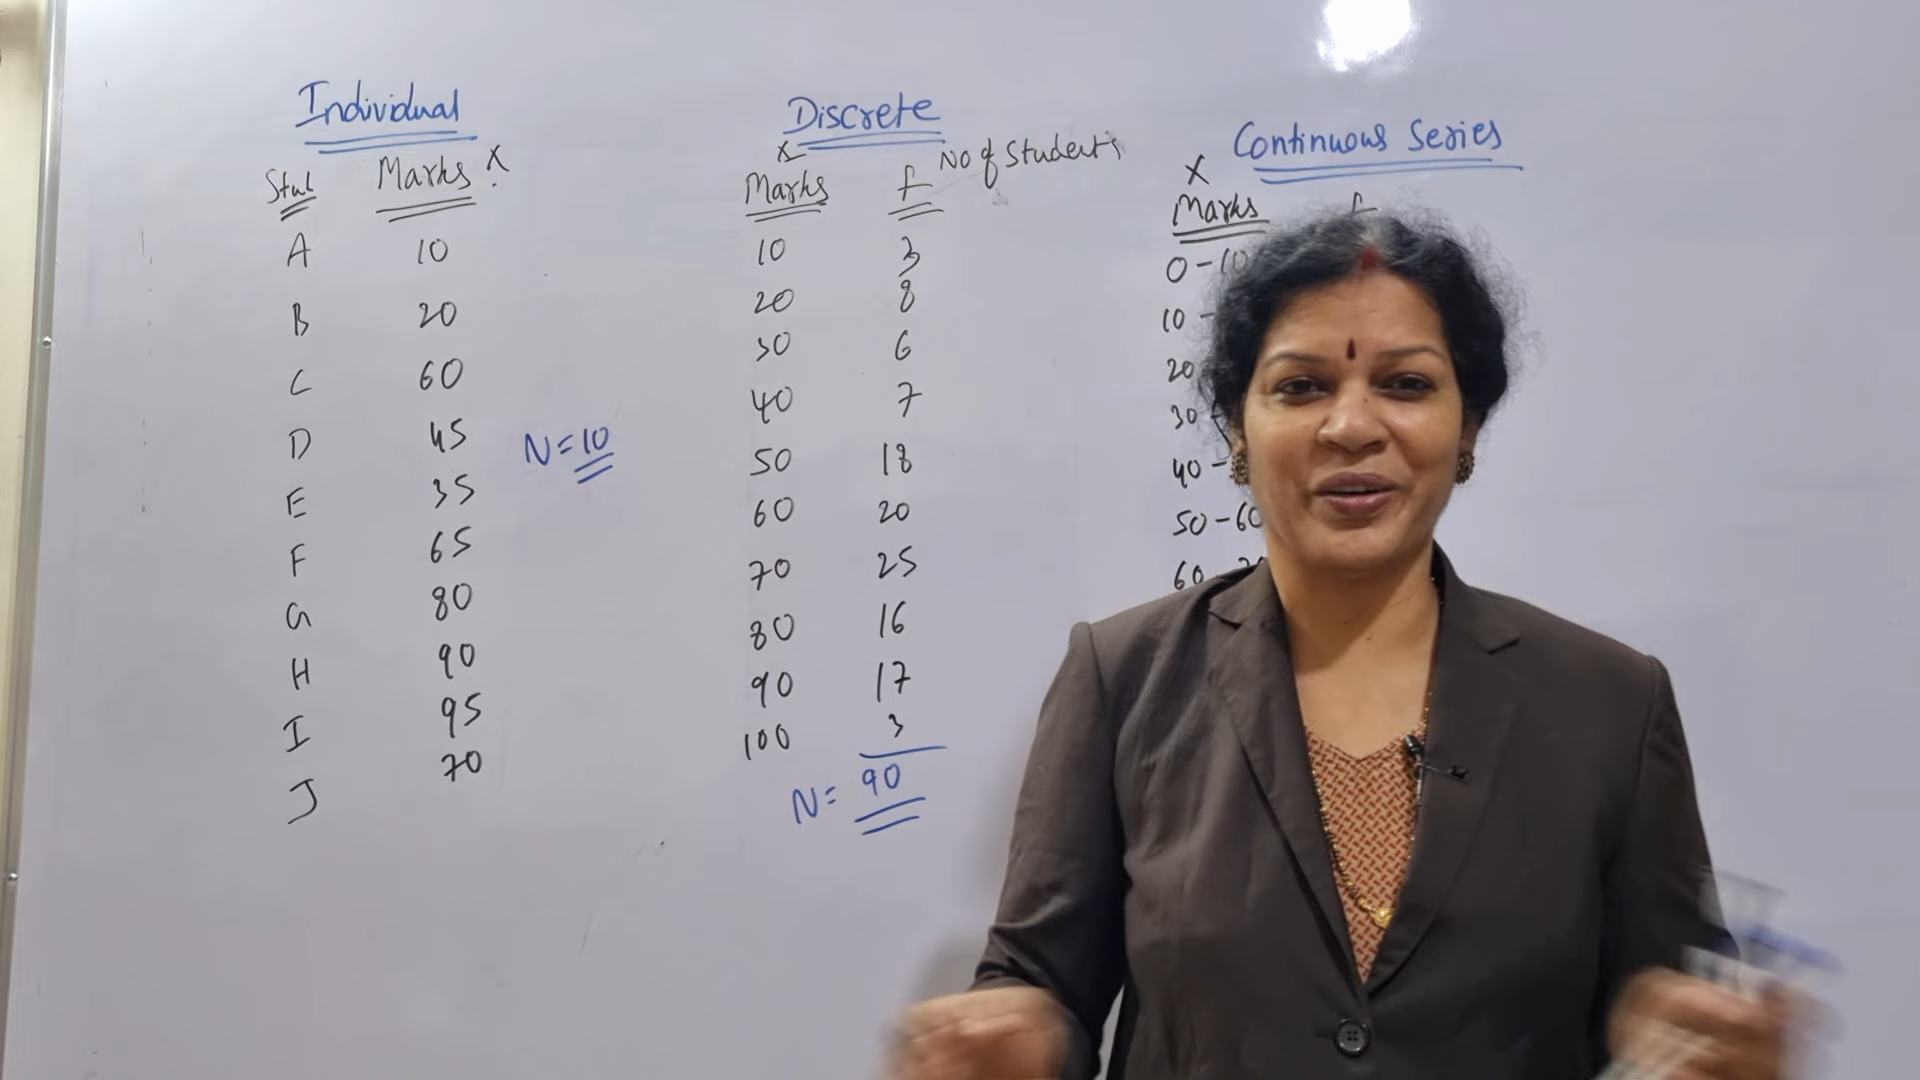 Individual
Stud Marks X
A 10
B 20
C 60
D 45
E 35
F 65
G 80
H 90
I 95
J 70
N = 10
Discrete
X
Marks f No of Students
10 3
20 8
30 6
40 7
50 18
60 20
70 25
80 16
90 17
100 3
N = 90
Continuous Series
X
Marks f
0-10
10 -
20
30 -
40 -
50-60
60-70